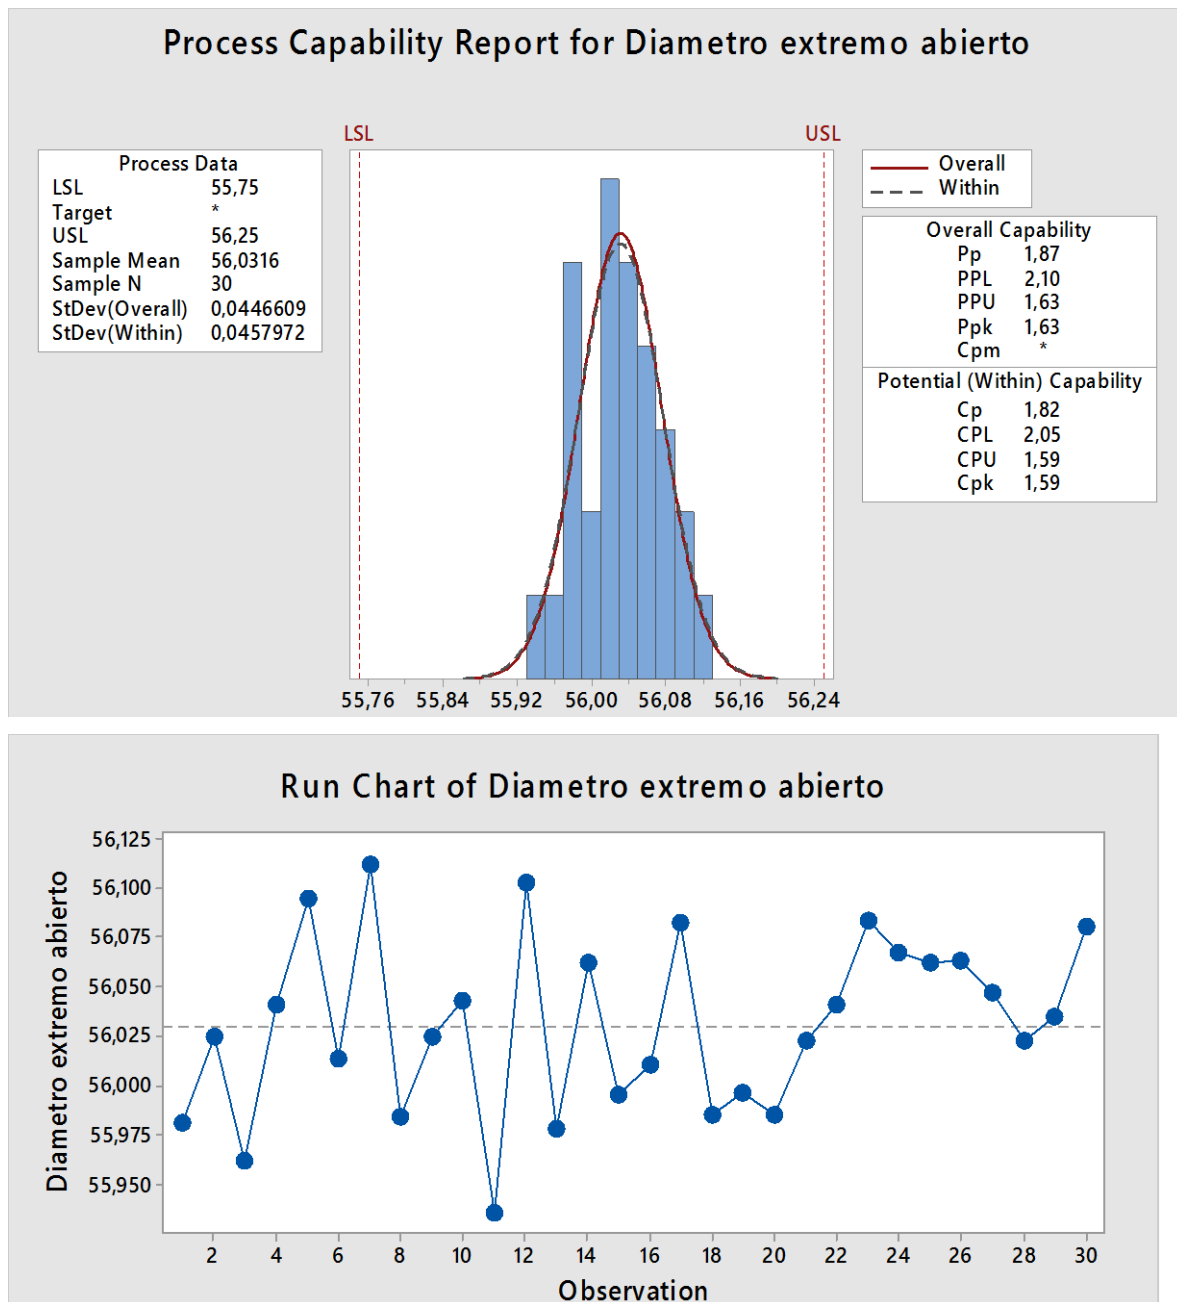 Process Capability Report for Diametro extremo abierto
LSL USL
Process Data
LSL 55,75
Target *
USL 56,25
Sample Mean 56,0316
Sample N 30
StDev(Overall) 0,0446609
StDev(Within) 0,0457972
Overall
Within
Overall Capability
Pp 1,87
PPL 2,10
PPU 1,63
Ppk 1,63
Cpm *
Potential (Within) Capability
Cp 1,82
CPL 2,05
CPU 1,59
Cpk 1,59
55,76 55,84 55,92 56,00 56,08 56,16 56,24
Run Chart of Diametro extremo abierto
Diametro extremo abierto
56,125
56,100
56,075
56,050
56,025
56,000
55,975
55,950
2 4 6 8 10 12 14 16 18 20 22 24 26 28 30
Observation